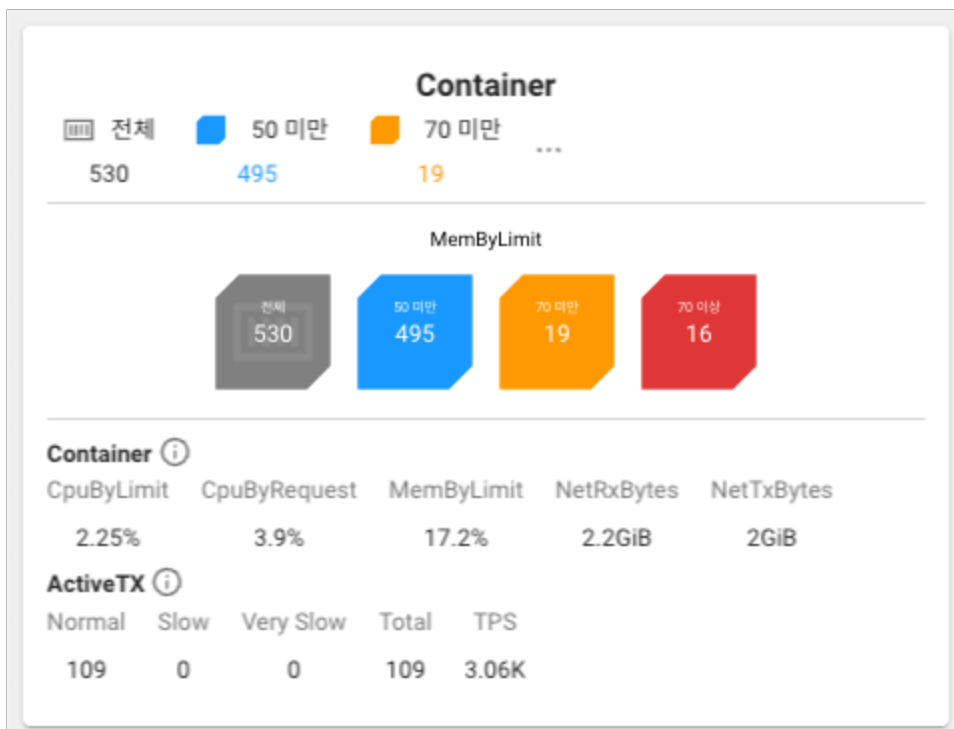 Container
전체 50 미만 70 미만 ...
530 495 19
MemByLimit
전체 50 미만 70 미만 70 이상
530 495 19 16
Container
CpuByLimit CpuByRequest MemByLimit NetRxBytes NetTxBytes
2.25% 3.9% 17.2% 2.2GiB 2GiB
ActiveTX
Normal Slow Very Slow Total TPS
109 0 0 109 3.06K